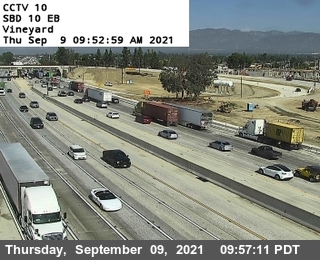 CCTV 10
SBD 10 EB
Vineyard
Thu Sep 9 09:52:59 AM 2021
Thursday, September 09, 2021 09:57:11 PDT